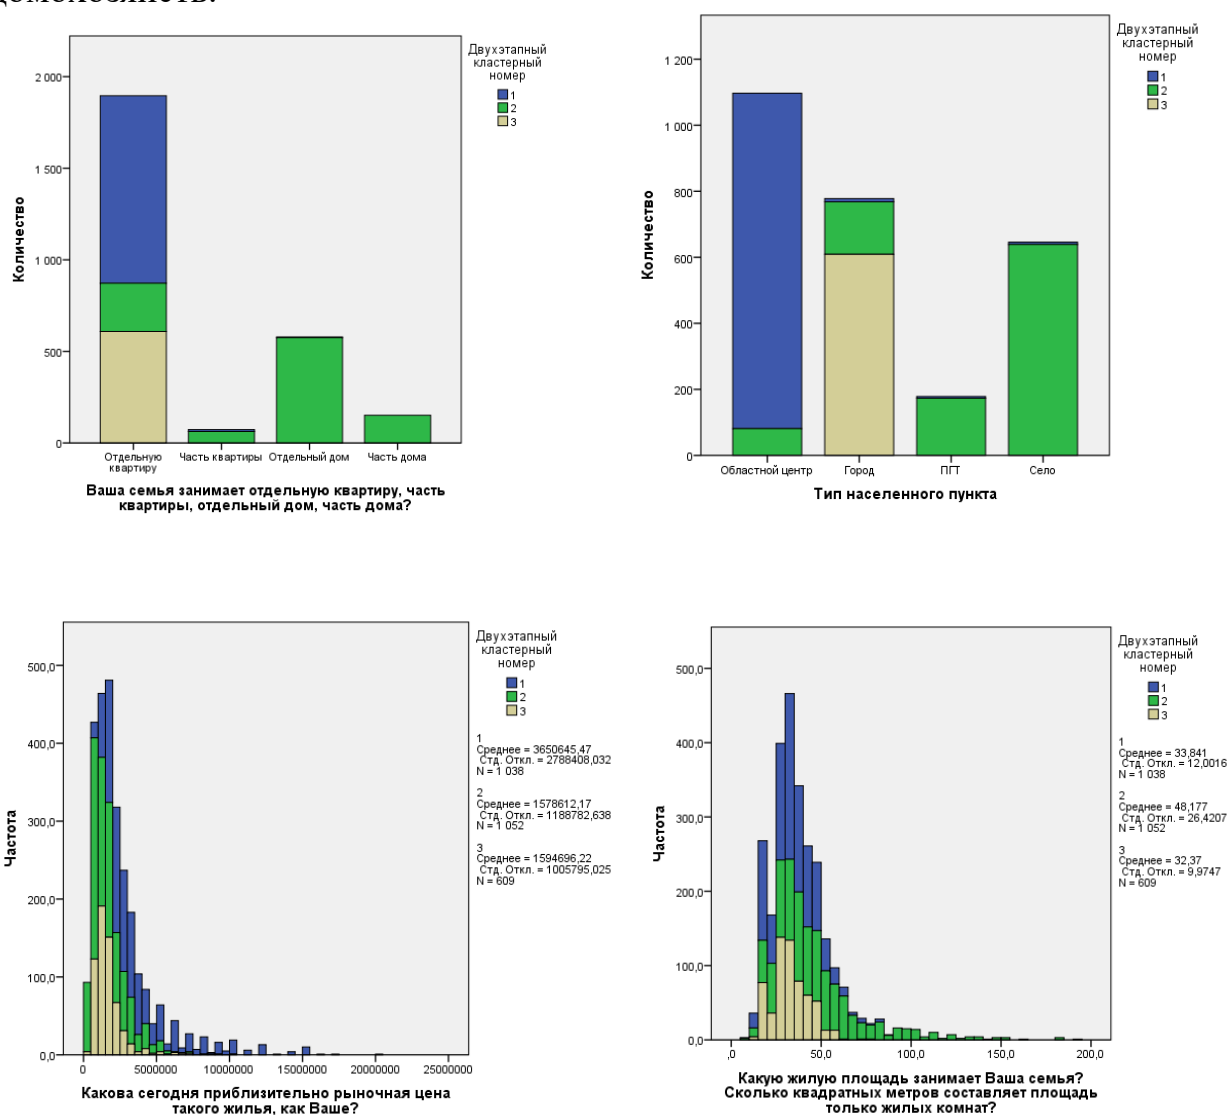 домохозяйств.
Двухэтапный
кластерный
номер
1
2
3
2 000
1 500
1 000
500
0
Количество
Отдельную
квартиру
Часть квартиры
Отдельный дом
Часть дома
Ваша семья занимает отдельную квартиру, часть
квартиры, отдельный дом, часть дома?
Двухэтапный
кластерный
номер
1
2
3
1 200
1 000
800
600
400
200
0
Количество
Областной центр
Город
ПГТ
Село
Тип населенного пункта
Двухэтапный
кластерный
номер
1
2
3
1
Среднее = 3650645,47
Стд. Откл. = 2788408,032
N = 1 038
2
Среднее = 1578612,17
Стд. Откл. = 1188782,638
N = 1 052
3
Среднее = 1594696,22
Стд. Откл. = 1005795,025
N = 609
500,0
400,0
300,0
200,0
100,0
0,0
Частота
0
5000000
10000000
15000000
20000000
25000000
Какова сегодня приблизительно рыночная цена
такого жилья, как Ваше?
Двухэтапный
кластерный
номер
1
2
3
1
Среднее = 33,841
Стд. Откл. = 12,0016
N = 1 038
2
Среднее = 48,177
Стд. Откл. = 26,4207
N = 1 052
3
Среднее = 32,37
Стд. Откл. = 9,9747
N = 609
500,0
400,0
300,0
200,0
100,0
0,0
Частота
,0
50,0
100,0
150,0
200,0
Какую жилую площадь занимает Ваша семья?
Сколько квадратных метров составляет площадь
только жилых комнат?